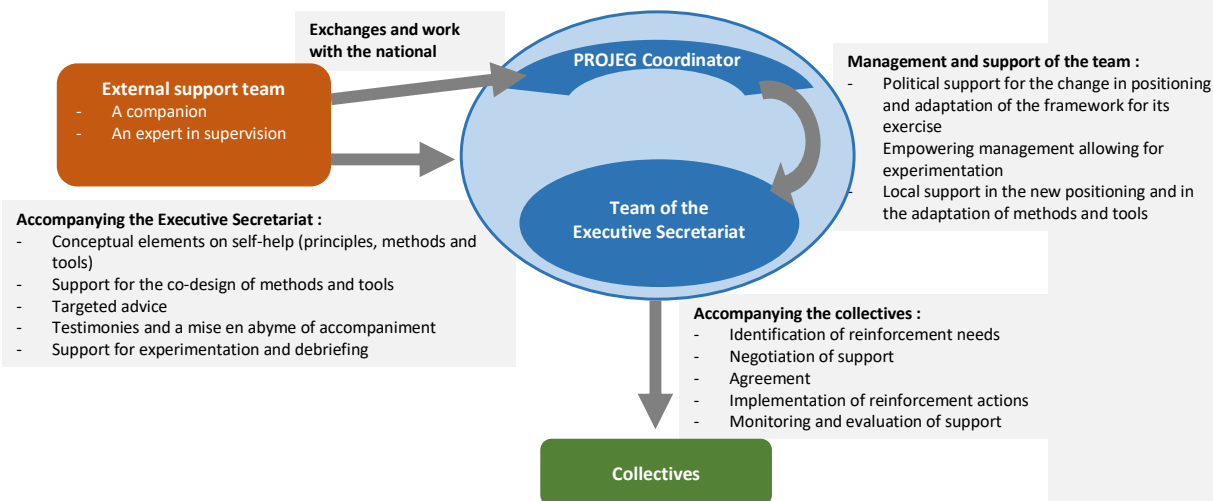 Exchanges and work
with the national
External support team
- A companion
- An expert in supervision
PROJEG Coordinator
Management and support of the team :
- Political support for the change in positioning
and adaptation of the framework for its
exercise
Empowering management allowing for
experimentation
- Local support in the new positioning and in
the adaptation of methods and tools
Team of the
Executive Secretariat
Accompanying the Executive Secretariat :
- Conceptual elements on self-help (principles, methods and
tools)
- Support for the co-design of methods and tools
- Targeted advice
- Testimonies and a mise en abyme of accompaniment
- Support for experimentation and debriefing
Accompanying the collectives :
- Identification of reinforcement needs
- Negotiation of support
- Agreement
- Implementation of reinforcement actions
- Monitoring and evaluation of support
Collectives